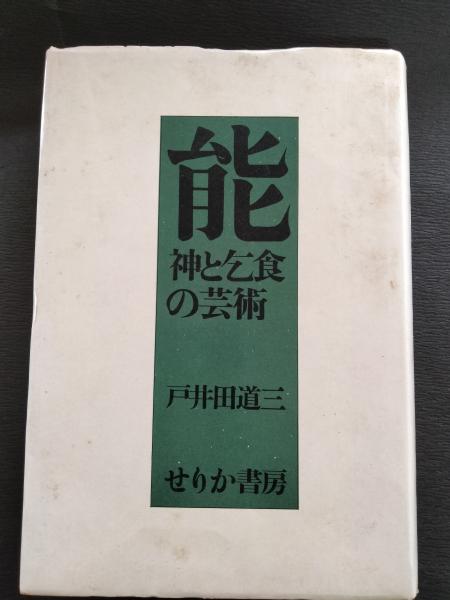 能
神と乞食
の芸術
戸井田道三
せりか書房